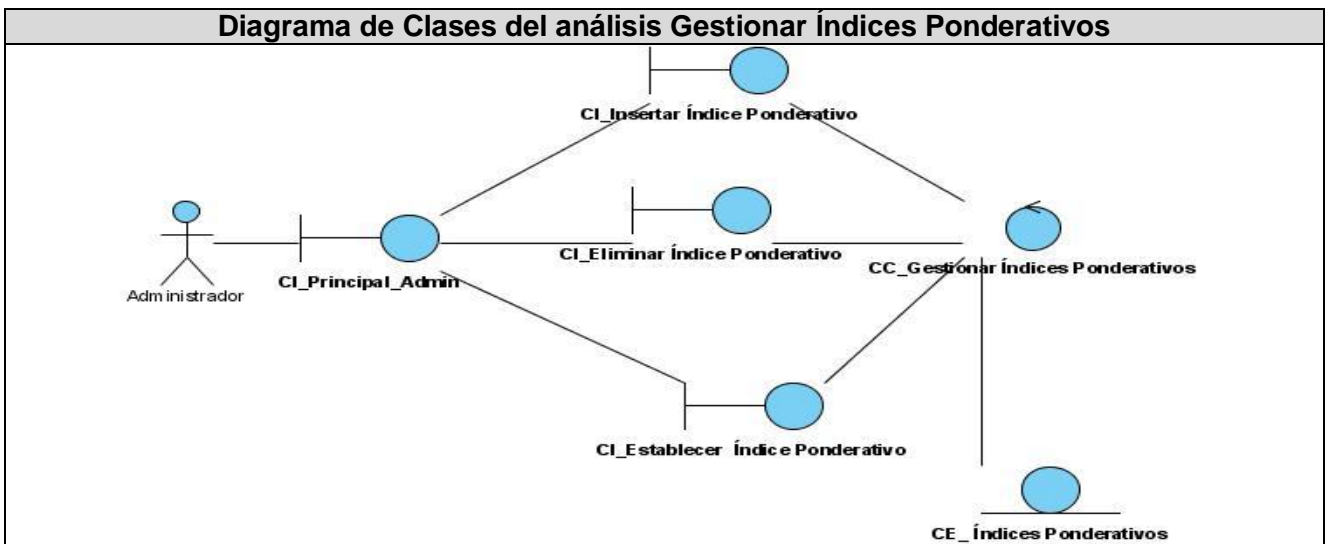 Diagrama de Clases del análisis Gestionar Índices Ponderativos
CI_Insertar Índice Ponderativo
CI_Eliminar Índice Ponderativo
CC_Gestionar Índices Ponderativos
CI_Principal_Admin
Administrador
CI_Establecer Índice Ponderativo
CE_ Índices Ponderativos